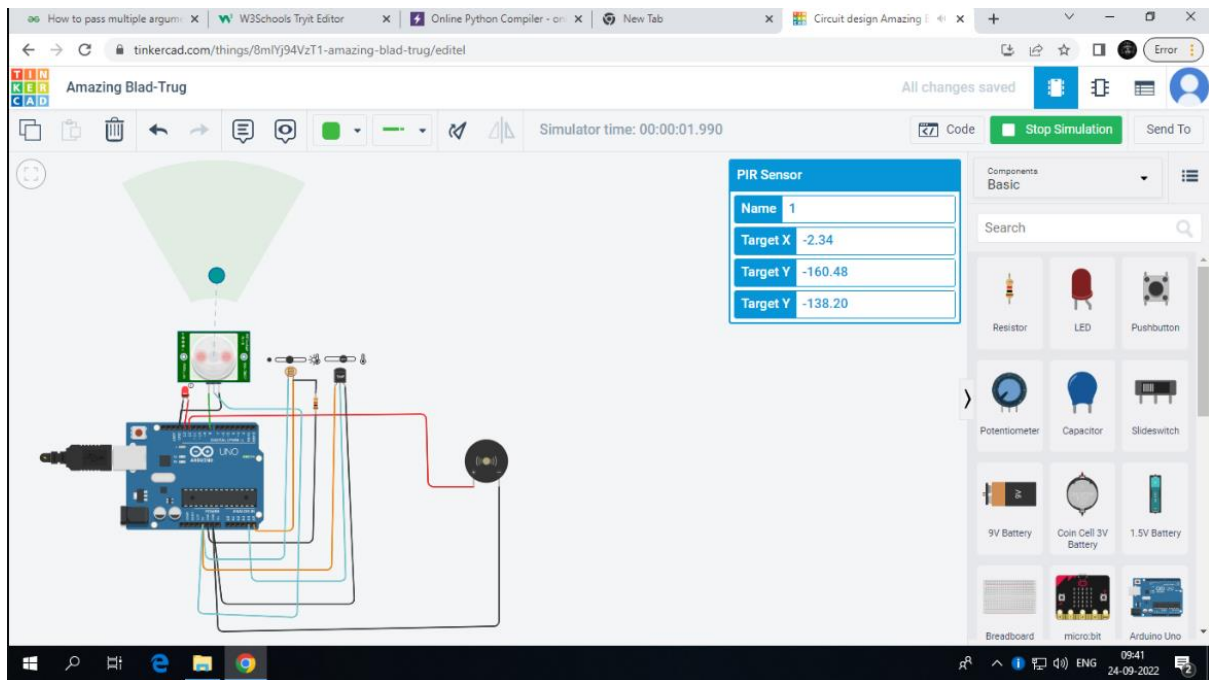 How to pass multiple argum
W3Schools Tryit Editor
Online Python Compiler - on
New Tab
Circuit design Amazing
tinkercad.com/things/8mlYj94VzT1-amazing-blad-trug/editel
Error
TIN
KER
CAD
Amazing Blad-Trug
All changes saved
Simulator time: 00:00:01.990
Code
Stop Simulation
Send To
PIR Sensor
Name 1
Target X -2.34
Target Y -160.48
Target Y -138.20
Components
Basic
Search
Resistor
LED
Pushbutton
Potentiometer
Capacitor
Slideswitch
9V Battery
Coin Cell 3V
Battery
1.5V Battery
Breadboard
micro:bit
Arduino Uno
UNO
ENG
09:41
24-09-2022
2